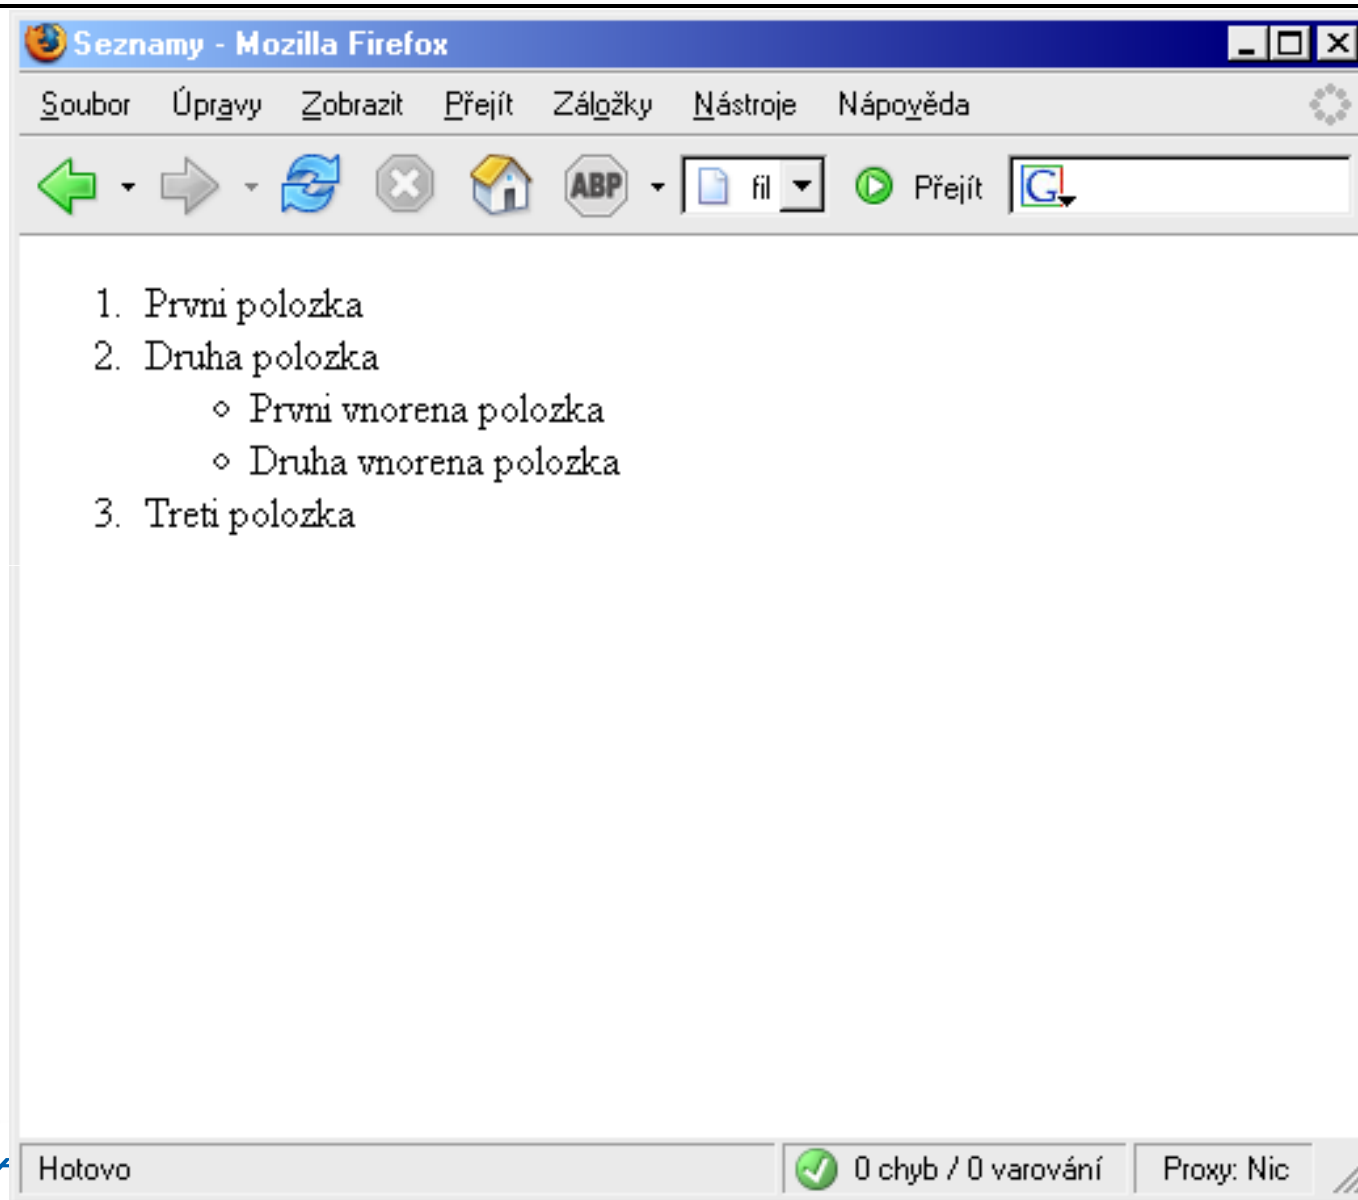 Seznamy - Mozilla Firefox
Soubor Úpravy Zobrazit Přejít Záložky Nástroje Nápověda
ABP fil Přejít G
1. Prvni polozka
2. Druha polozka
Prvni vnorena polozka
Druha vnorena polozka
3. Treti polozka
Hotovo 0 chyb / 0 varování Proxy: Nic